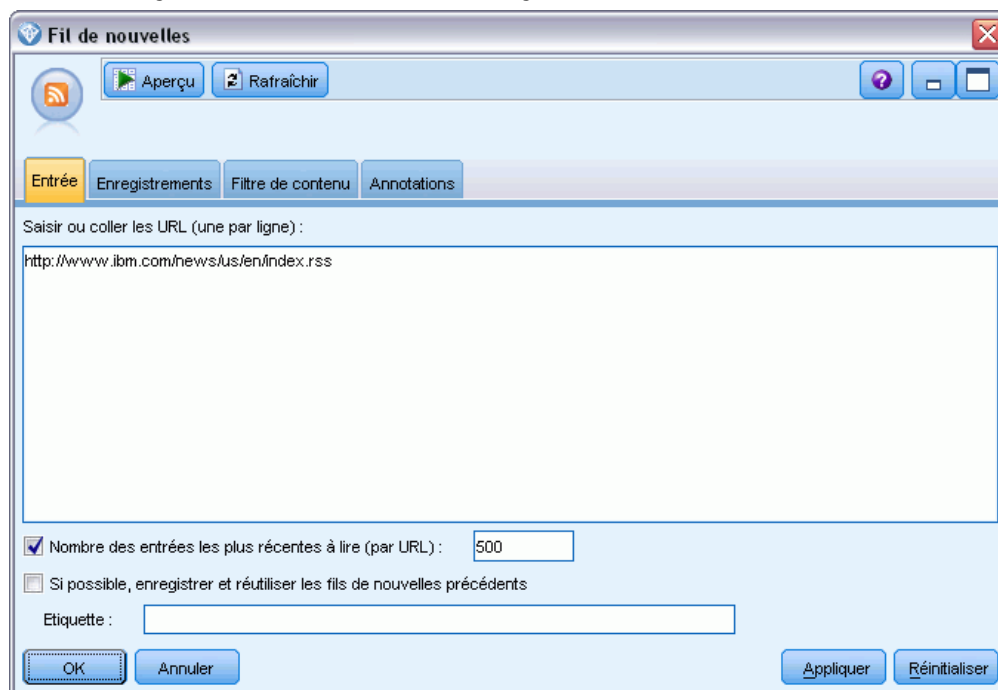 Fil de nouvelles
Aperçu Rafraîchir
Entrée Enregistrements Filtre de contenu Annotations
Saisir ou coller les URL (une par ligne) :
http://www.ibm.com/news/us/en/index.rss
Nombre des entrées les plus récentes à lire (par URL) : 500
Si possible, enregistrer et réutiliser les fils de nouvelles précédents
Etiquette :
OK Annuler Appliquer Réinitialiser